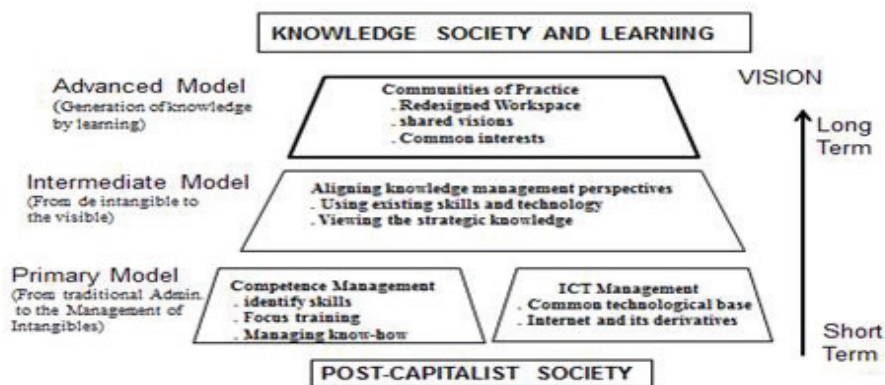 KNOWLEDGE SOCIETY AND LEARNING
Advanced Model
(Generation of knowledge
by learning)
Communities of Practice
. Redesigned Workspace
. shared visions
. Common interests
VISION
Long
Term
Intermediate Model
(From de intangible to
the visible)
Aligning knowledge management perspectives
. Using existing skills and technology
. Viewing the strategic knowledge
Primary Model
(From traditional Admin.
to the Management of
Intangibles)
Competence Management
. identify skills
. Focus training
. Managing know-how
ICT Management
. Common technological base
. Internet and its derivatives
Short
Term
POST-CAPITALIST SOCIETY